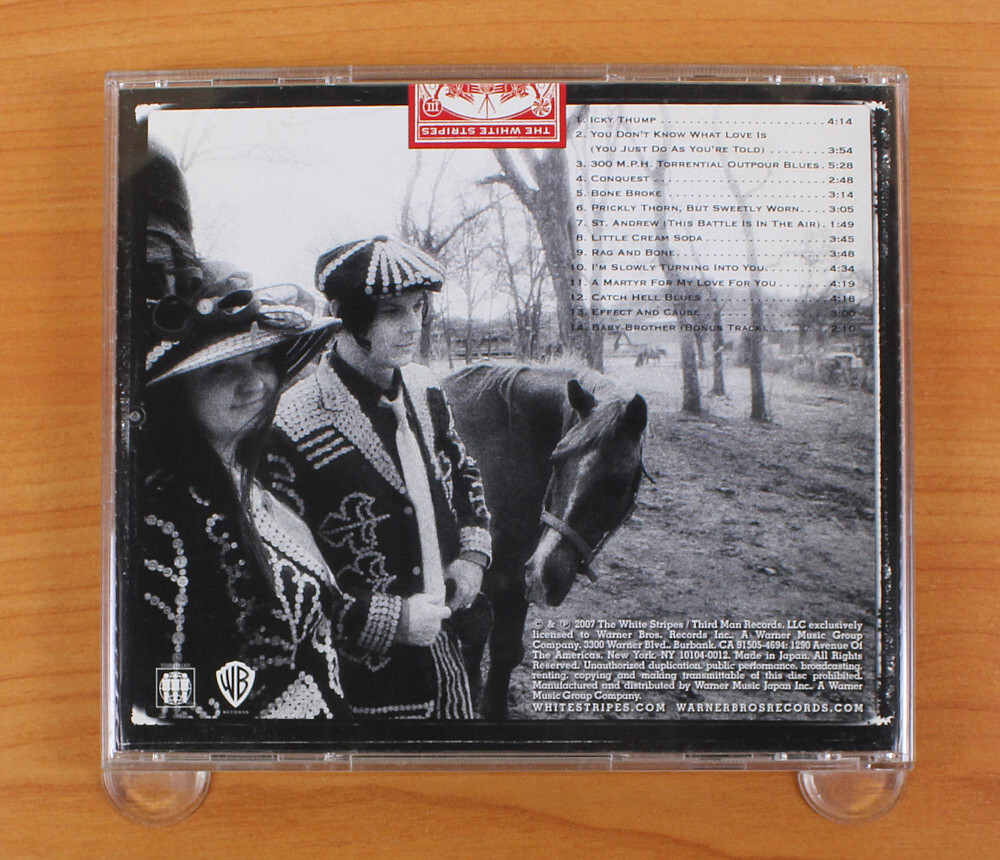 III
THE WHITE STRIPES
1. ICKY THUMP . . . . . . . . . . . . . . . . . . . . . . . . . 4:14
2. YOU DON'T KNOW WHAT LOVE IS
(YOU JUST DO AS YOU'RE TOLD) . . . . . . . . 3:54
3. 300 M.P.H. TORRENTIAL OUTPOUR BLUES . 5:28
4. CONQUEST . . . . . . . . . . . . . . . . . . . . . . . . . 2:48
5. BONE BROKE . . . . . . . . . . . . . . . . . . . . . . . . 3:14
6. PRICKLY THORN, BUT SWEETLY WORN. . . . 3:05
7. ST. ANDREW (THIS BATTLE IS IN THE AIR) . 1:49
8. LITTLE CREAM SODA . . . . . . . . . . . . . . . . . . 3:45
9. RAG AND BONE. . . . . . . . . . . . . . . . . . . . . . 3:48
10. I'M SLOWLY TURNING INTO YOU. . . . . . . . . 4:34
11. A MARTYR FOR MY LOVE FOR YOU . . . . . . . 4:19
12. CATCH HELL BLUES . . . . . . . . . . . . . . . . . . 4:18
13. EFFECT AND CAUSE . . . . . . . . . . . . . . . . . . 3:00
14. BABY BROTHER (BONUS TRACK). . . . . . . . . 2:10
© & ℗ 2007 The White Stripes / Third Man Records, LLC exclusively
licensed to Warner Bros. Records Inc., A Warner Music Group
Company, 3300 Warner Blvd., Burbank, CA 91505-4694; 1290 Avenue Of
The Americas, New York, NY 10104-0012. Made in Japan. All Rights
Reserved. Unauthorized duplication, public performance, broadcasting,
renting, copying and making transmittable of this disc prohibited.
Manufactured and distributed by Warner Music Japan Inc., A Warner
Music Group Company.
WHITESTRIPES.COM WARNERBROSRECORDS.COM
WB
RECORDS